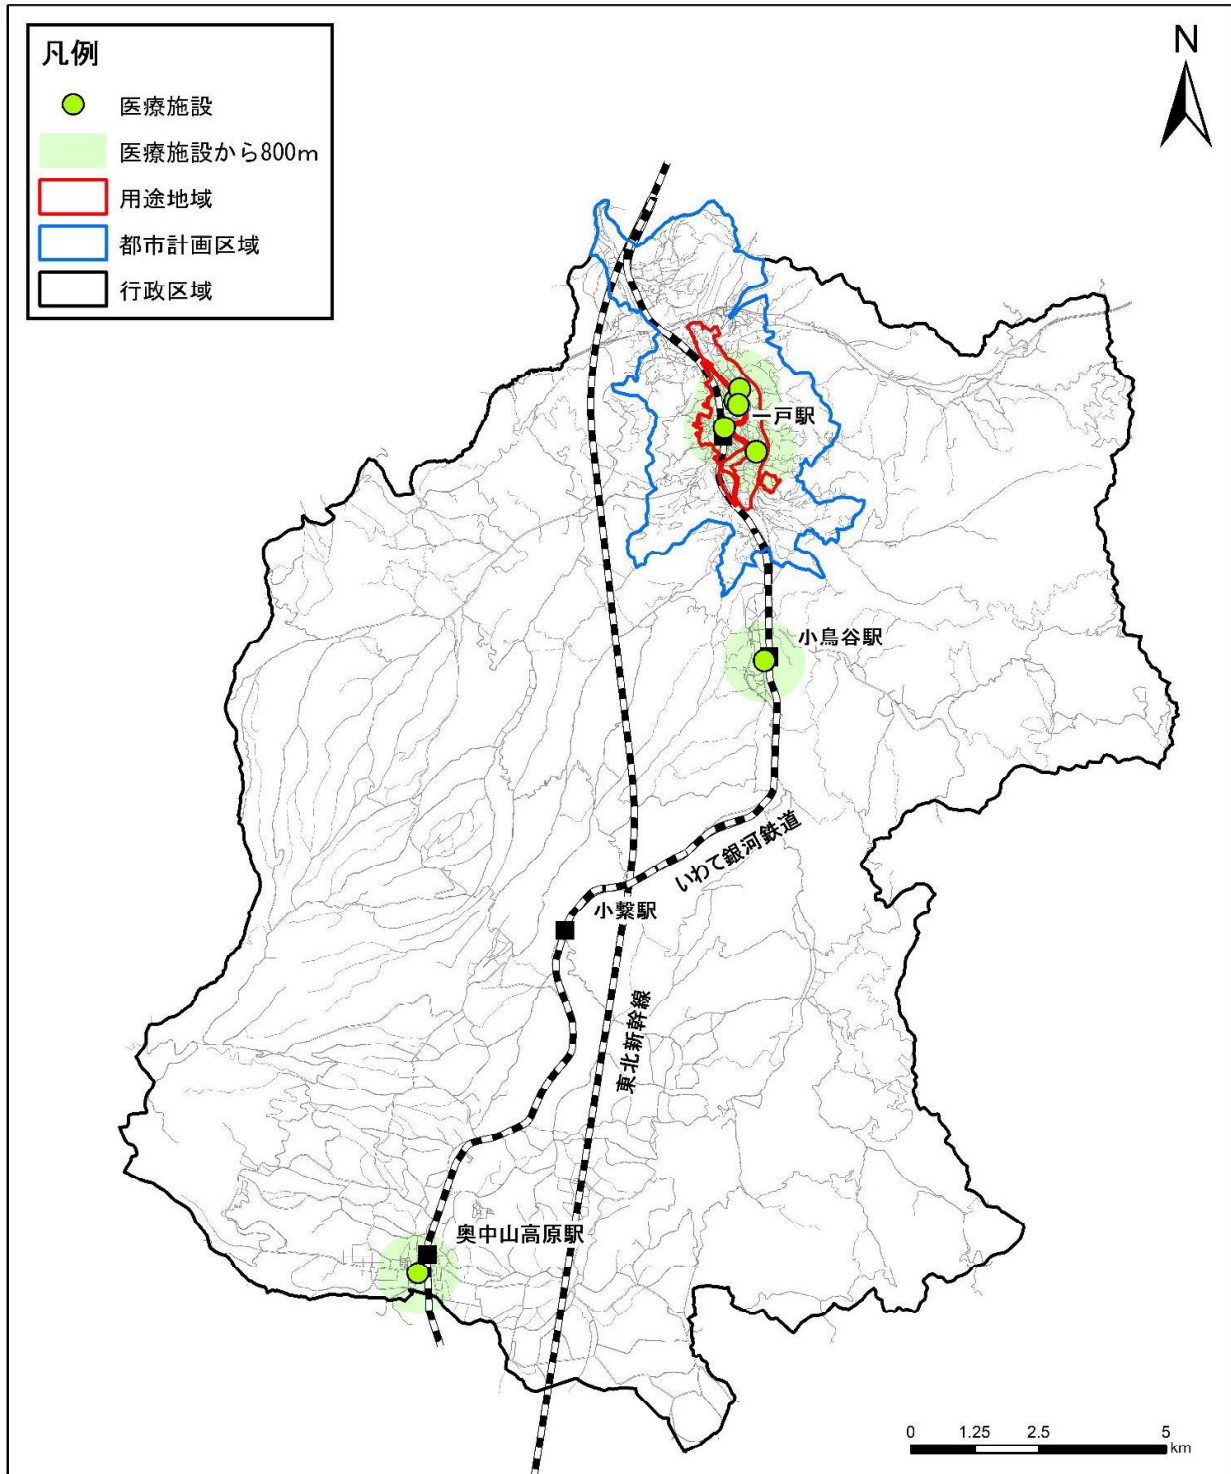 凡例
医療施設
医療施設から800m
用途地域
都市計画区域
行政区域
N
一戸駅
小鳥谷駅
いわて銀河鉄道
小繋駅
東北新幹線
奥中山高原駅
0 1.25 2.5 5
km